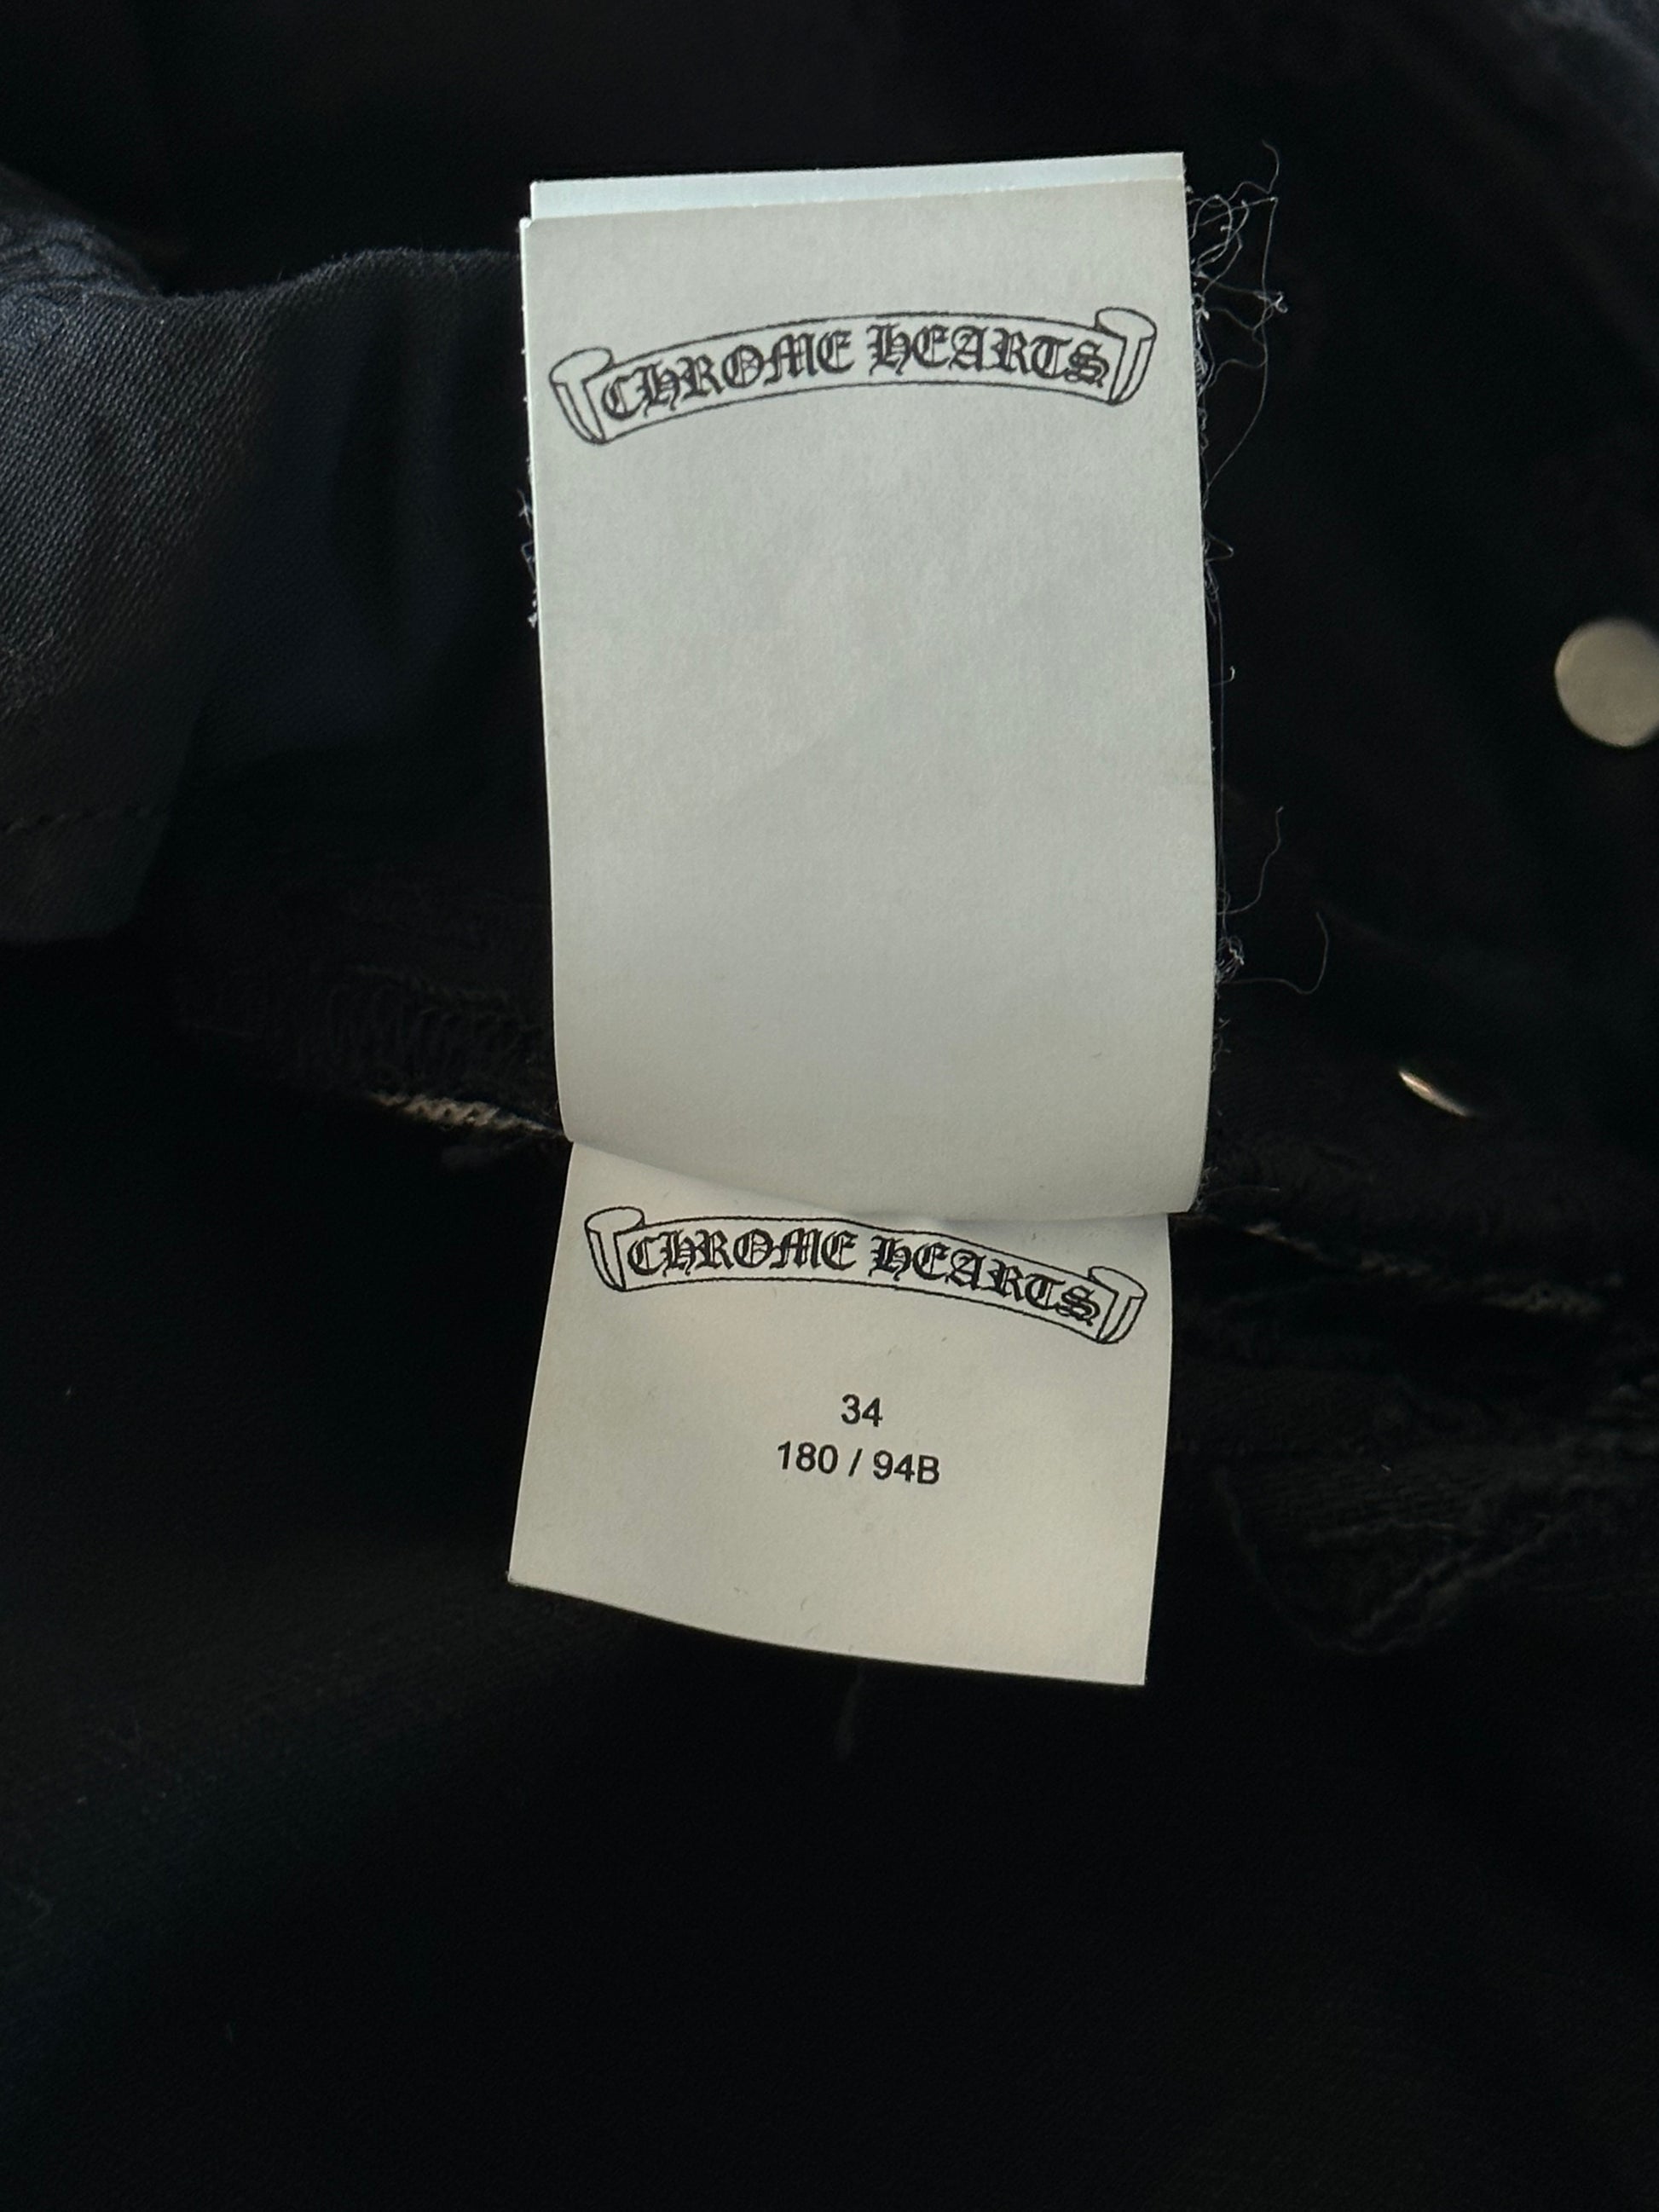 CHROME HEARTS
CHROME HEARTS
34
180 / 94B